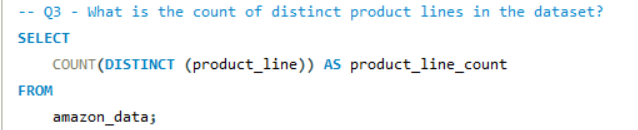 -- Q3 - What is the count of distinct product lines in the dataset?
SELECT
    COUNT(DISTINCT (product_line)) AS product_line_count
FROM
    amazon_data;